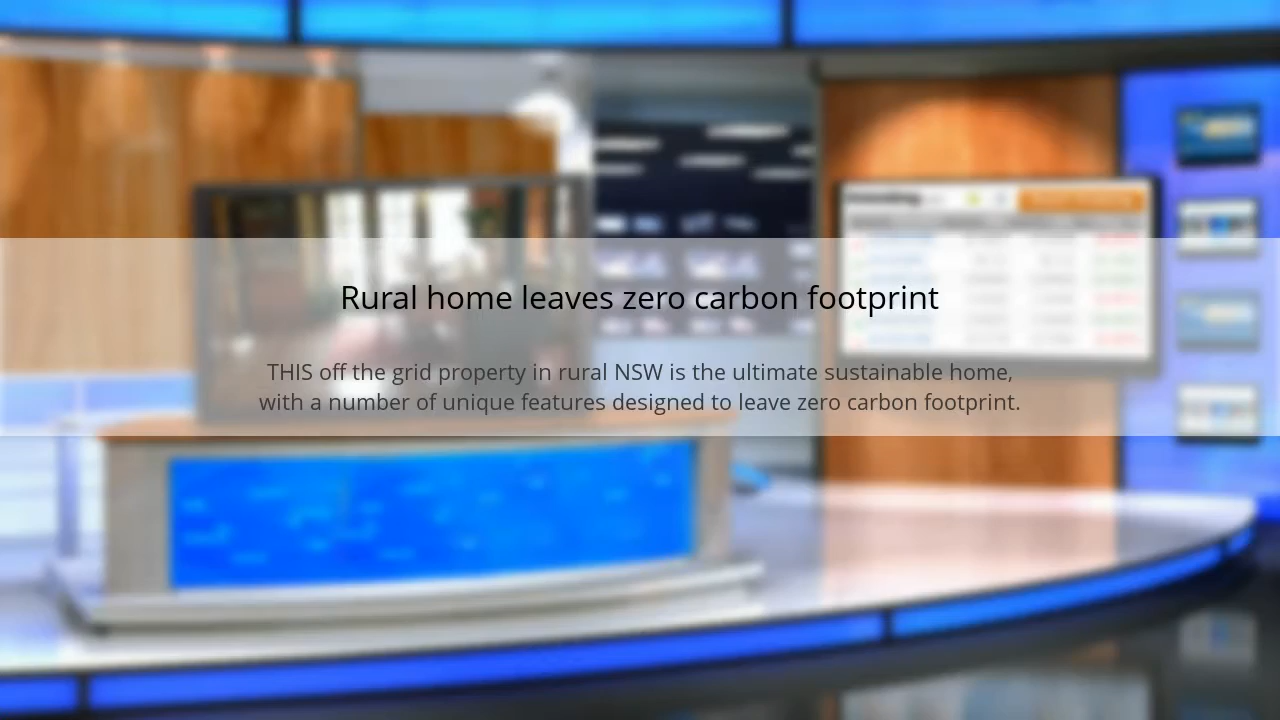 Rural home leaves zero carbon footprint
THIS off the grid property in rural NSW is the ultimate sustainable home,
with a number of unique features designed to leave zero carbon footprint.